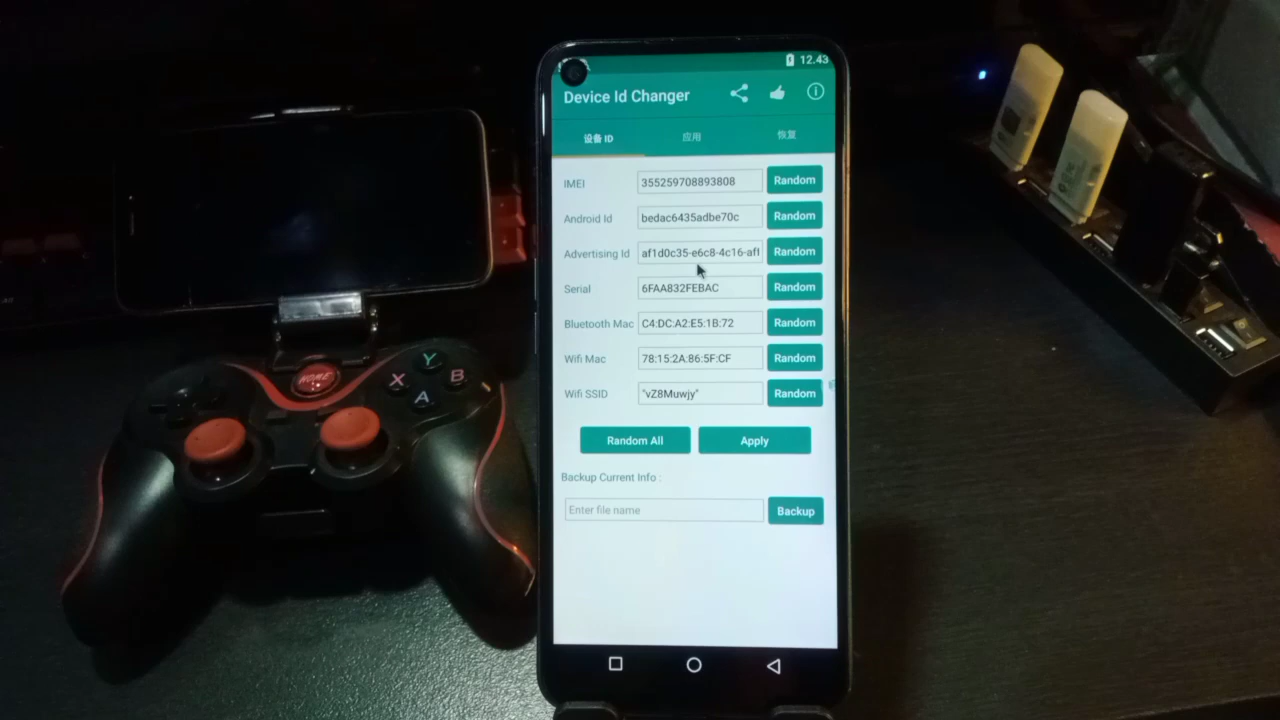 12.43
Device Id Changer
设备 ID
应用
恢复
IMEI 355259708893808 Random
Android Id bedac6435adbe70c Random
Advertising Id af1d0c35-e6c8-4c16-af Random
Serial 6FAA832FEBAC Random
Bluetooth Mac C4:DC:A2:E5:1B:72 Random
Wifi Mac 78:15:2A:86:5F:CF Random
Wifi SSID "vZ8Muwjy" Random
Random All Apply
Backup Current Info :
Enter file name Backup
HOME
Y
X B
A